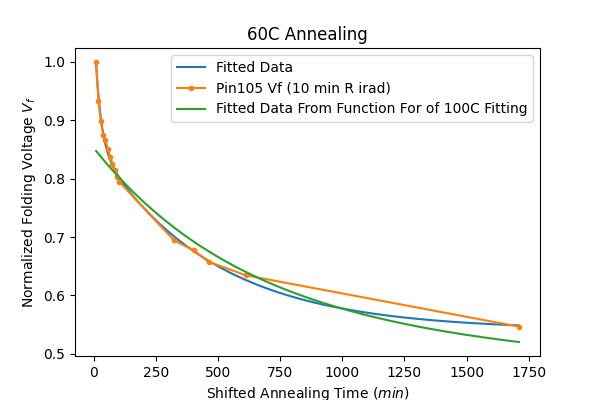 60C Annealing
Normalized Folding Voltage V_f
1.0
0.9
0.8
0.7
0.6
0.5
Fitted Data
Pin105 Vf (10 min R irad)
Fitted Data From Function For of 100C Fitting
0 250 500 750 1000 1250 1500 1750
Shifted Annealing Time (min)